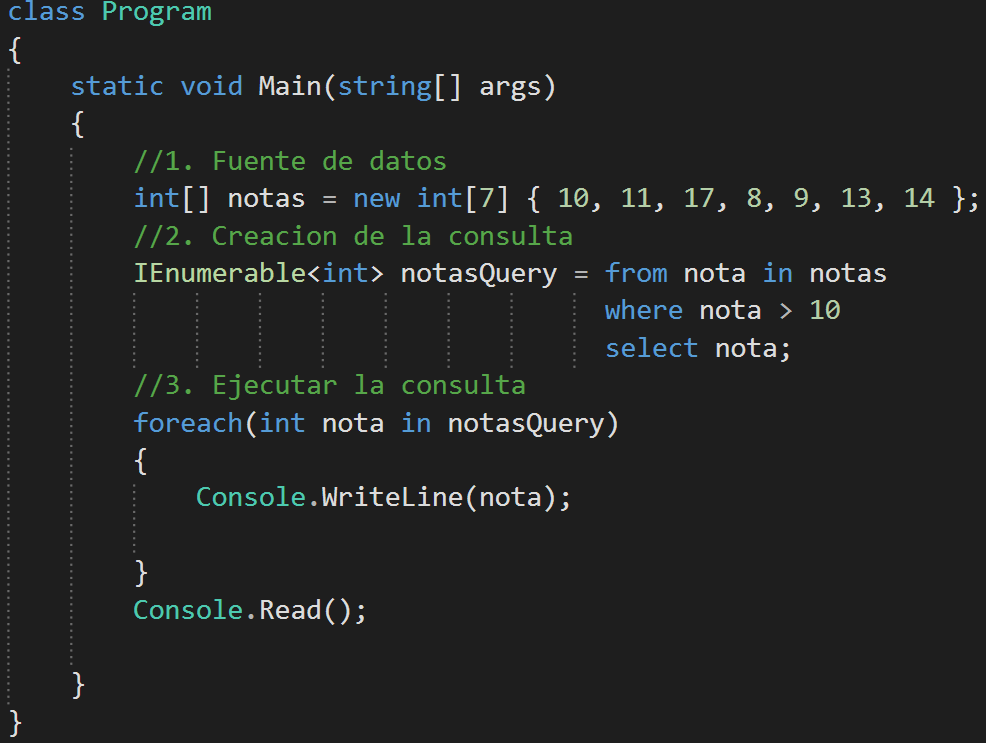 class Program
{
    static void Main(string[] args)
    {
        //1. Fuente de datos
        int[] notas = new int[7] { 10, 11, 17, 8, 9, 13, 14 };
        //2. Creacion de la consulta
        IEnumerable<int> notasQuery = from nota in notas
                                      where nota > 10
                                      select nota;
        //3. Ejecutar la consulta
        foreach(int nota in notasQuery)
        {
            Console.WriteLine(nota);
        }
        Console.Read();
    }
}